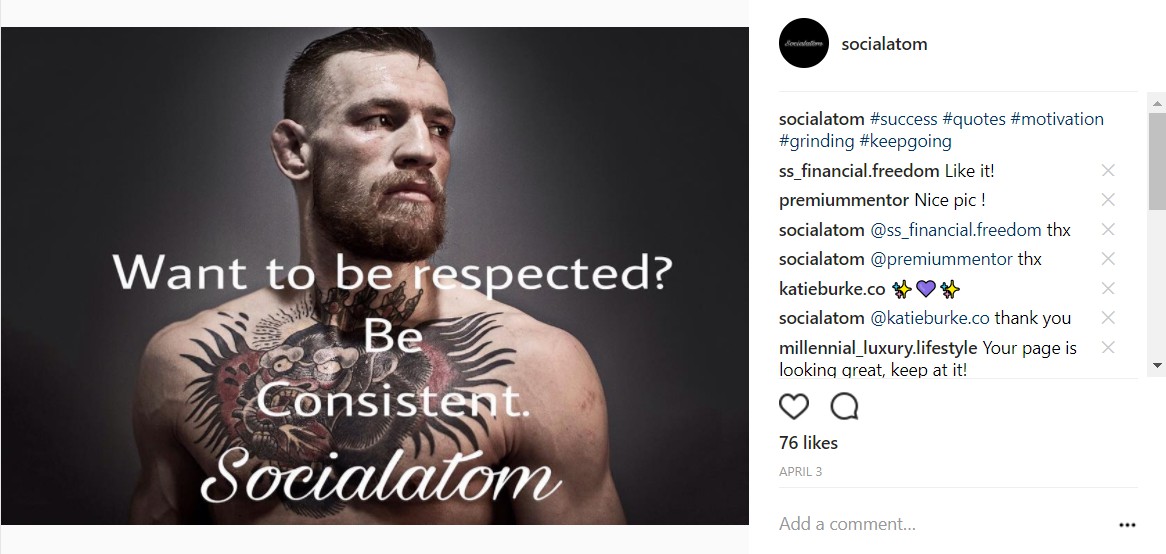 Want to be respected?
Be
Consistent.
Socialatom
Socialatom
socialatom
socialatom #success #quotes #motivation
#grinding #keepgoing
ss_financial.freedom Like it!
premiummentor Nice pic !
socialatom @ss_financial.freedom thx
socialatom @premiummentor thx
katieburke.co ✨💜✨
socialatom @katieburke.co thank you
millennial_luxury.lifestyle Your page is
looking great, keep at it!
76 likes
APRIL 3
Add a comment...